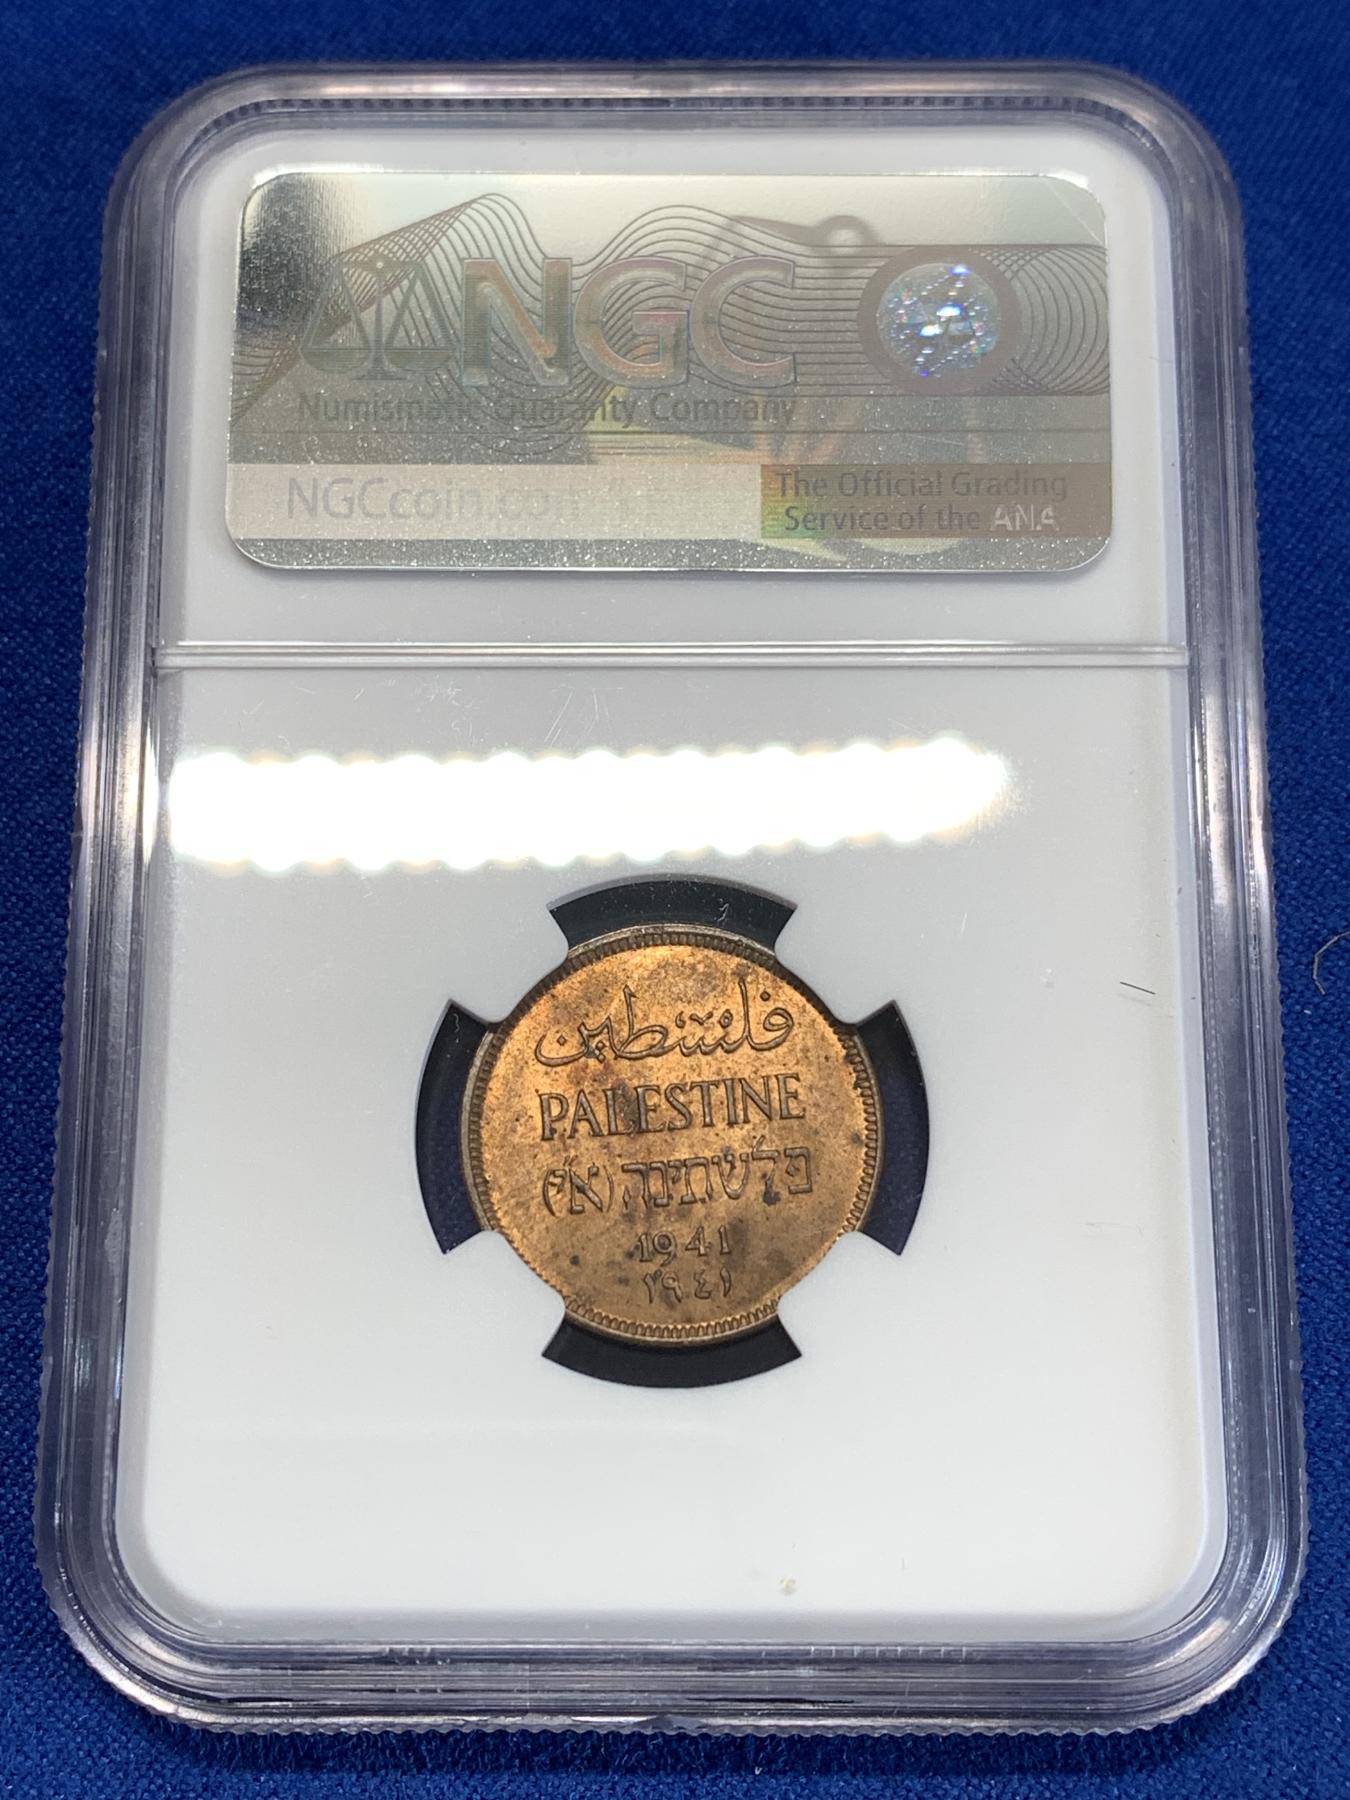 NGC
Numismatic Guaranty Company
NGCcoin.com
The Official Grading
Service of the ANA
فلسطين
PALESTINE
פלשתינה (א״י)
1941
١٩٤١